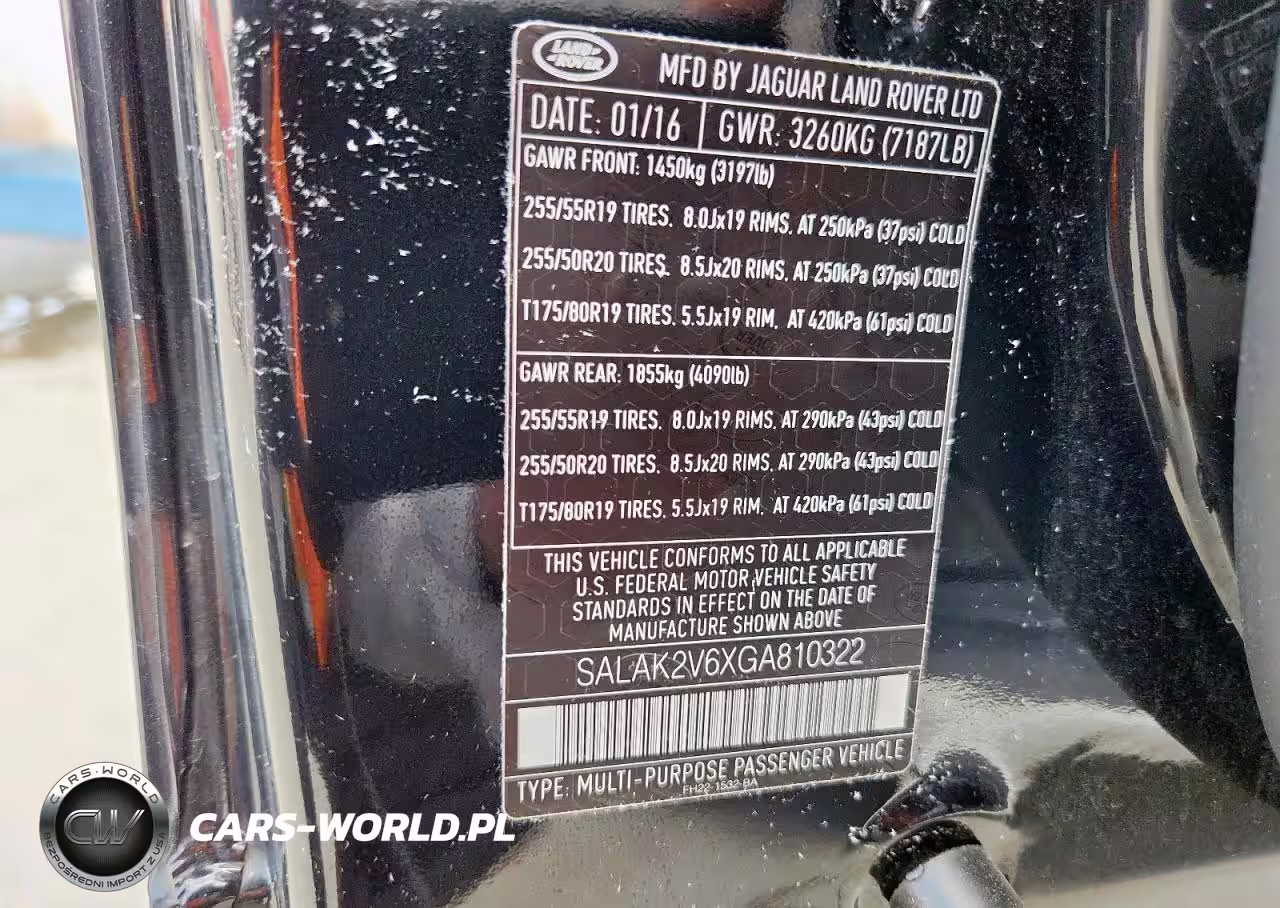 LAND-
-ROVER
MFD BY JAGUAR LAND ROVER LTD
DATE: 01/16 GWR: 3260KG (7187LB)
GAWR FRONT: 1450kg (3197lb)
255/55R19 TIRES, 8.0Jx19 RIMS, AT 250kPa (37psi) COLD
255/50R20 TIRES, 8.5Jx20 RIMS, AT 250kPa (37psi) COLD
T175/80R19 TIRES, 5.5Jx19 RIM, AT 420kPa (61psi) COLD
GAWR REAR: 1855kg (4090lb)
255/55R19 TIRES, 8.0Jx19 RIMS, AT 290kPa (43psi) COLD
255/50R20 TIRES, 8.5Jx20 RIMS, AT 290kPa (43psi) COLD
T175/80R19 TIRES, 5.5Jx19 RIM, AT 420kPa (61psi) COLD
THIS VEHICLE CONFORMS TO ALL APPLICABLE
U.S. FEDERAL MOTOR VEHICLE SAFETY
STANDARDS IN EFFECT ON THE DATE OF
MANUFACTURE SHOWN ABOVE
SALAK2V6XGA810322
TYPE: MULTI-PURPOSE PASSENGER VEHICLE
FH22-1532-BA
CARS-WORLD
CW
BEZPOŚREDNI IMPORT Z USA
CARS-WORLD.PL